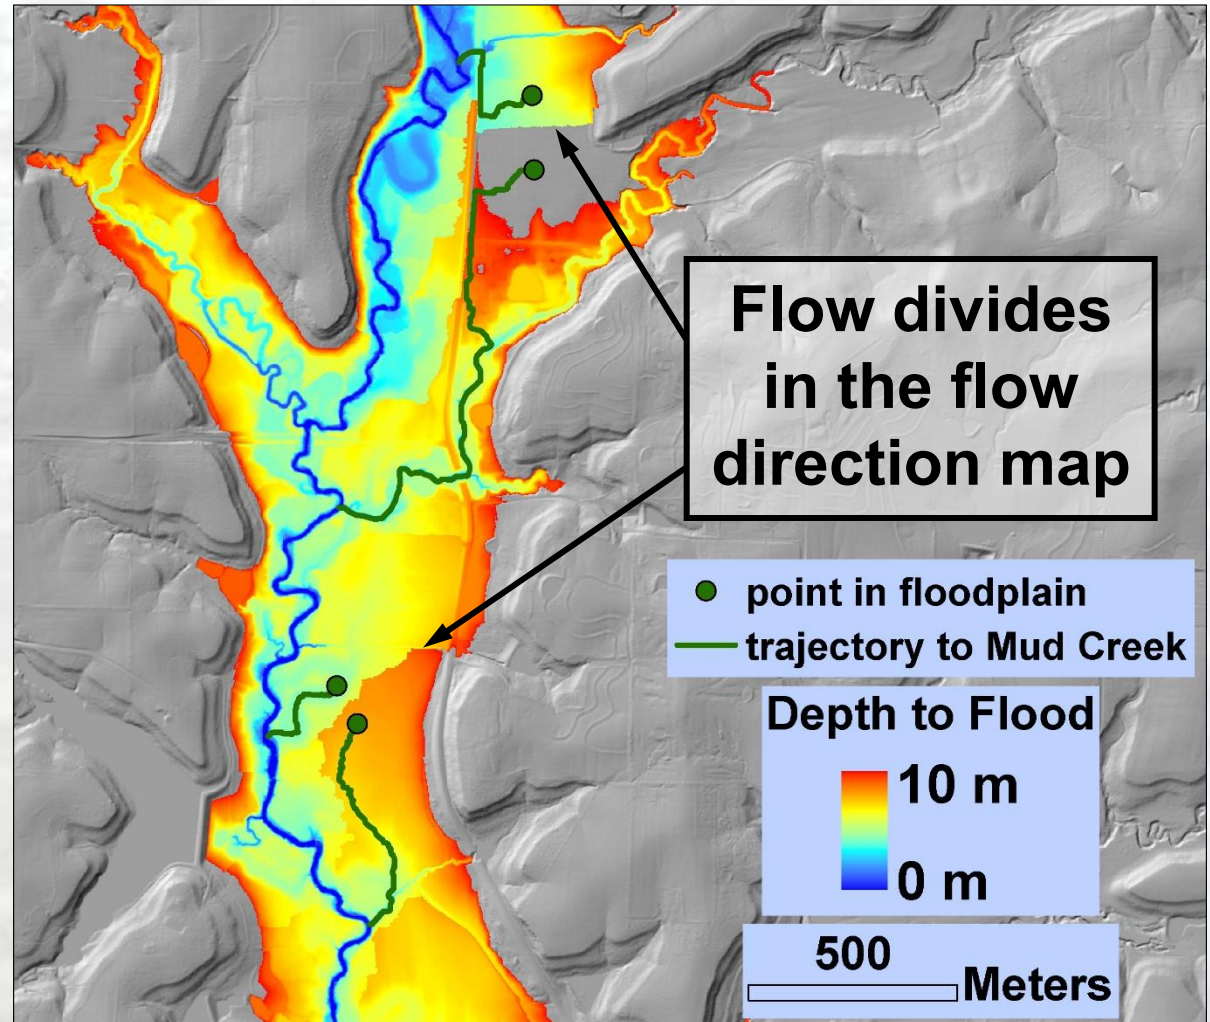 Flow divides
in the flow
direction map
point in floodplain
trajectory to Mud Creek
Depth to Flood
10 m
0 m
500
Meters